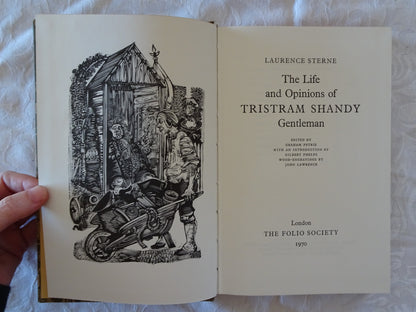 LAURENCE STERNE
The Life
and Opinions of
TRISTRAM SHANDY
Gentleman
EDITED BY
GRAHAM PETRIE
WITH AN INTRODUCTION BY
GILBERT PHELPS
WOOD-ENGRAVINGS BY
JOHN LAWRENCE
London
THE FOLIO SOCIETY
1970